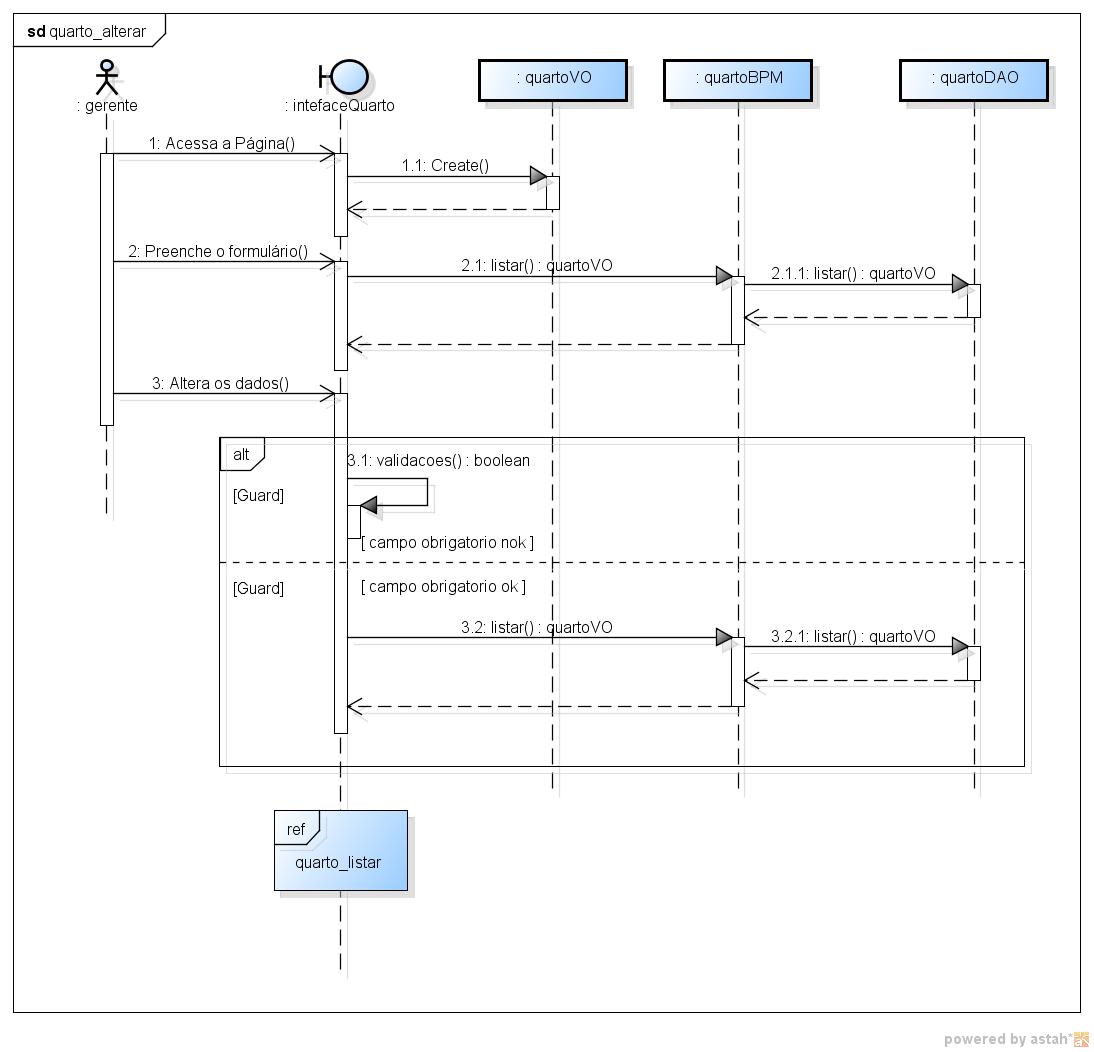 sd quarto_alterar
: gerente
: intefaceQuarto
: quartoVO
: quartoBPM
: quartoDAO
1: Acessa a Página()
1.1: Create()
2: Preenche o formulário()
2.1: listar() : quartoVO
2.1.1: listar() : quartoVO
3: Altera os dados()
alt
3.1: validacoes() : boolean
[Guard]
[ campo obrigatorio nok ]
[Guard]
[ campo obrigatorio ok ]
3.2: listar() : quartoVO
3.2.1: listar() : quartoVO
ref
quarto_listar
powered by astah*